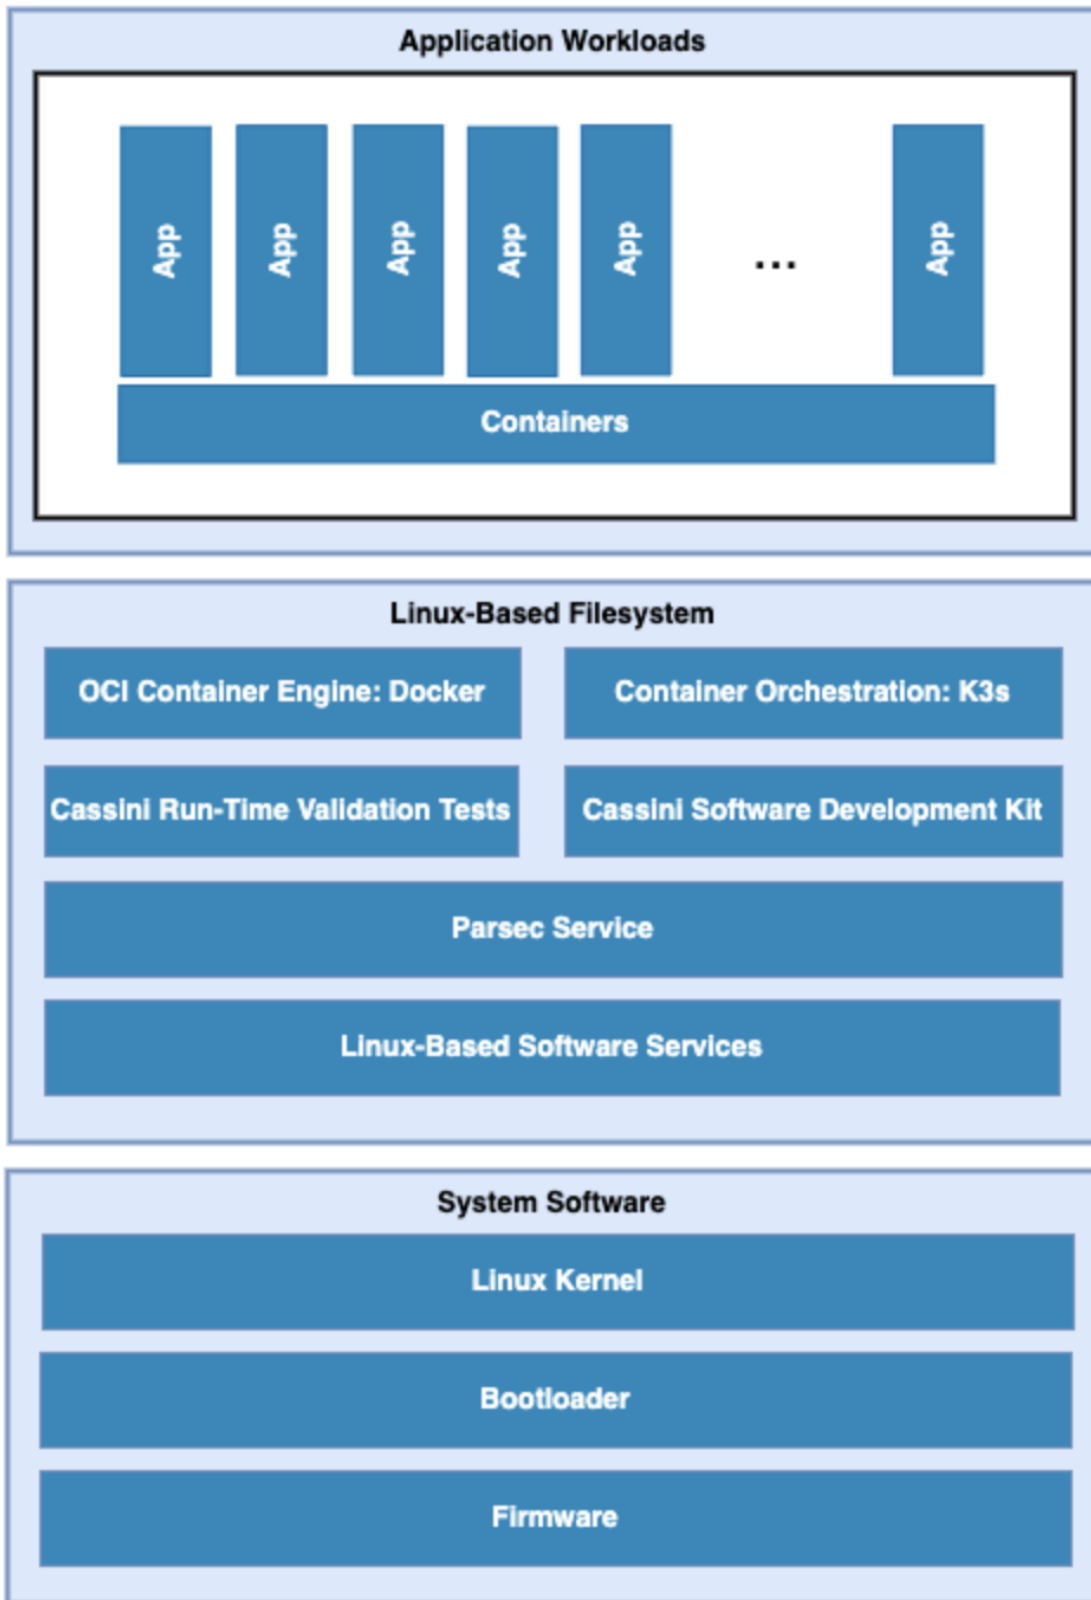 Application Workloads
App
App
App
App
App
...
App
Containers
Linux-Based Filesystem
OCI Container Engine: Docker
Container Orchestration: K3s
Cassini Run-Time Validation Tests
Cassini Software Development Kit
Parsec Service
Linux-Based Software Services
System Software
Linux Kernel
Bootloader
Firmware